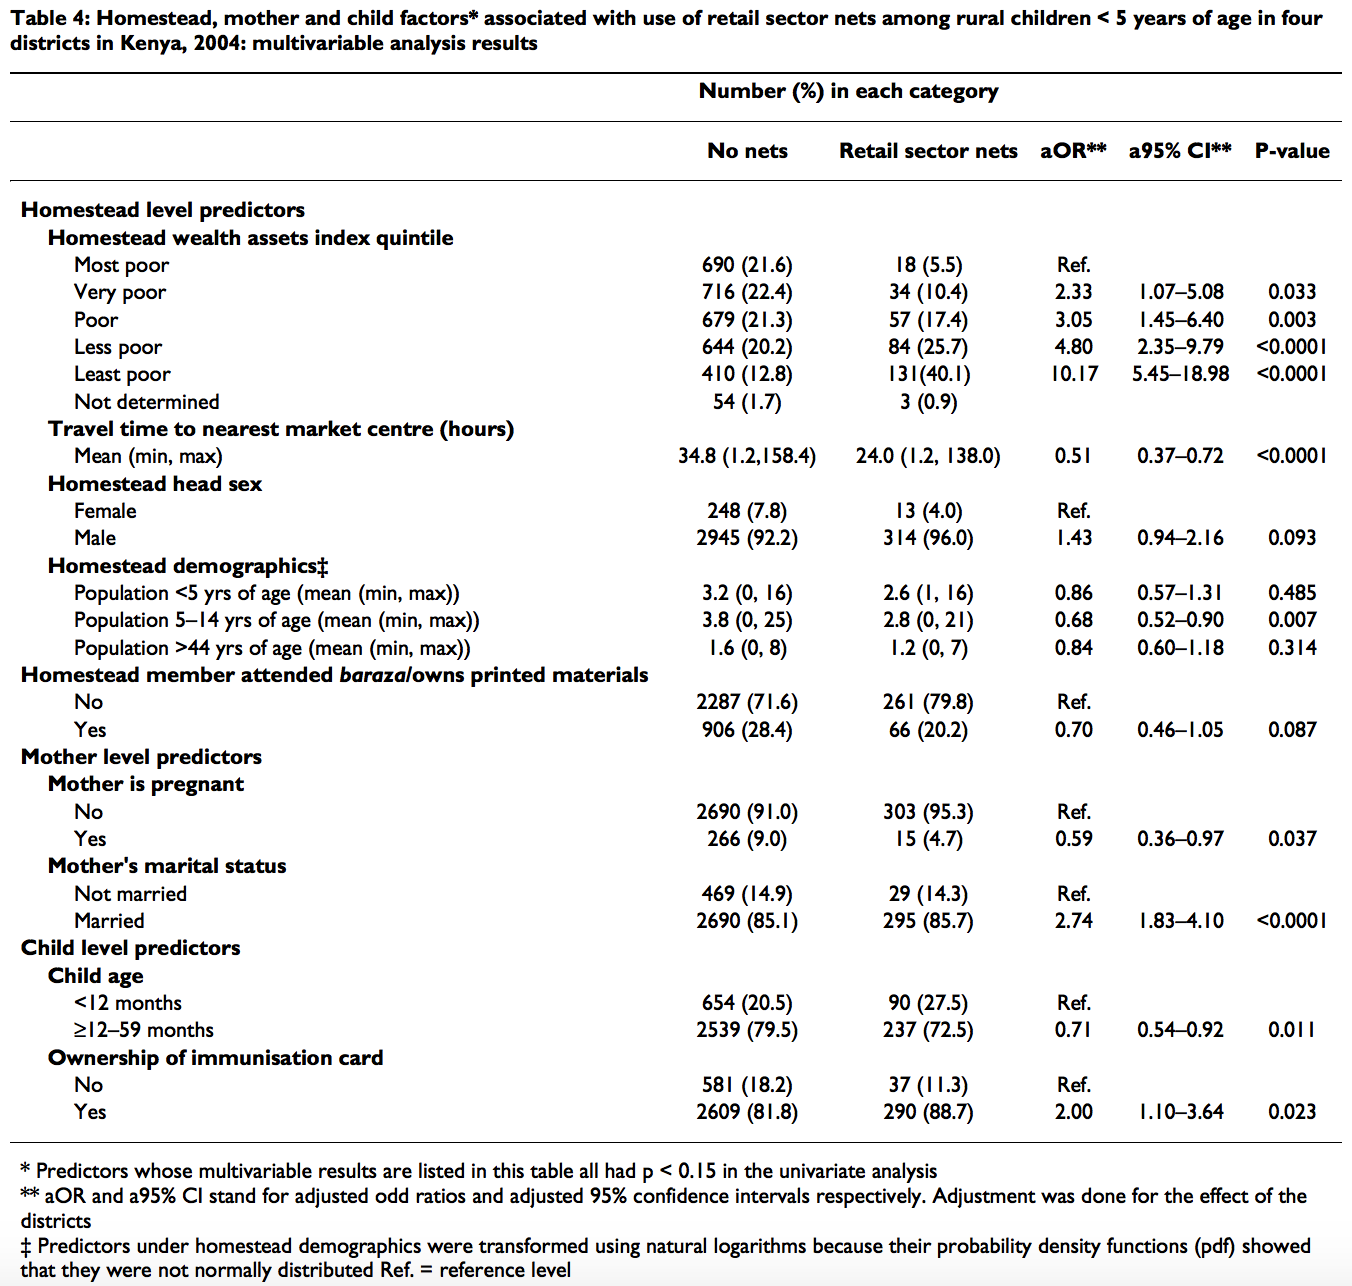 Table 4: Homestead, mother and child factors* associated with use of retail sector nets among rural children < 5 years of age in four
districts in Kenya, 2004: multivariable analysis results
Number (%) in each category
No nets Retail sector nets aOR** a95% CI** P-value
Homestead level predictors
Homestead wealth assets index quintile
Most poor 690 (21.6) 18 (5.5) Ref.
Very poor 716 (22.4) 34 (10.4) 2.33 1.07–5.08 0.033
Poor 679 (21.3) 57 (17.4) 3.05 1.45–6.40 0.003
Less poor 644 (20.2) 84 (25.7) 4.80 2.35–9.79 <0.0001
Least poor 410 (12.8) 131(40.1) 10.17 5.45–18.98 <0.0001
Not determined 54 (1.7) 3 (0.9)
Travel time to nearest market centre (hours)
Mean (min, max) 34.8 (1.2,158.4) 24.0 (1.2, 138.0) 0.51 0.37–0.72 <0.0001
Homestead head sex
Female 248 (7.8) 13 (4.0) Ref.
Male 2945 (92.2) 314 (96.0) 1.43 0.94–2.16 0.093
Homestead demographics‡
Population <5 yrs of age (mean (min, max)) 3.2 (0, 16) 2.6 (1, 16) 0.86 0.57–1.31 0.485
Population 5–14 yrs of age (mean (min, max)) 3.8 (0, 25) 2.8 (0, 21) 0.68 0.52–0.90 0.007
Population >44 yrs of age (mean (min, max)) 1.6 (0, 8) 1.2 (0, 7) 0.84 0.60–1.18 0.314
Homestead member attended baraza/owns printed materials
No 2287 (71.6) 261 (79.8) Ref.
Yes 906 (28.4) 66 (20.2) 0.70 0.46–1.05 0.087
Mother level predictors
Mother is pregnant
No 2690 (91.0) 303 (95.3) Ref.
Yes 266 (9.0) 15 (4.7) 0.59 0.36–0.97 0.037
Mother's marital status
Not married 469 (14.9) 29 (14.3) Ref.
Married 2690 (85.1) 295 (85.7) 2.74 1.83–4.10 <0.0001
Child level predictors
Child age
<12 months 654 (20.5) 90 (27.5) Ref.
≥12–59 months 2539 (79.5) 237 (72.5) 0.71 0.54–0.92 0.011
Ownership of immunisation card
No 581 (18.2) 37 (11.3) Ref.
Yes 2609 (81.8) 290 (88.7) 2.00 1.10–3.64 0.023
* Predictors whose multivariable results are listed in this table all had p < 0.15 in the univariate analysis
** aOR and a95% CI stand for adjusted odd ratios and adjusted 95% confidence intervals respectively. Adjustment was done for the effect of the
districts
‡ Predictors under homestead demographics were transformed using natural logarithms because their probability density functions (pdf) showed
that they were not normally distributed Ref. = reference level